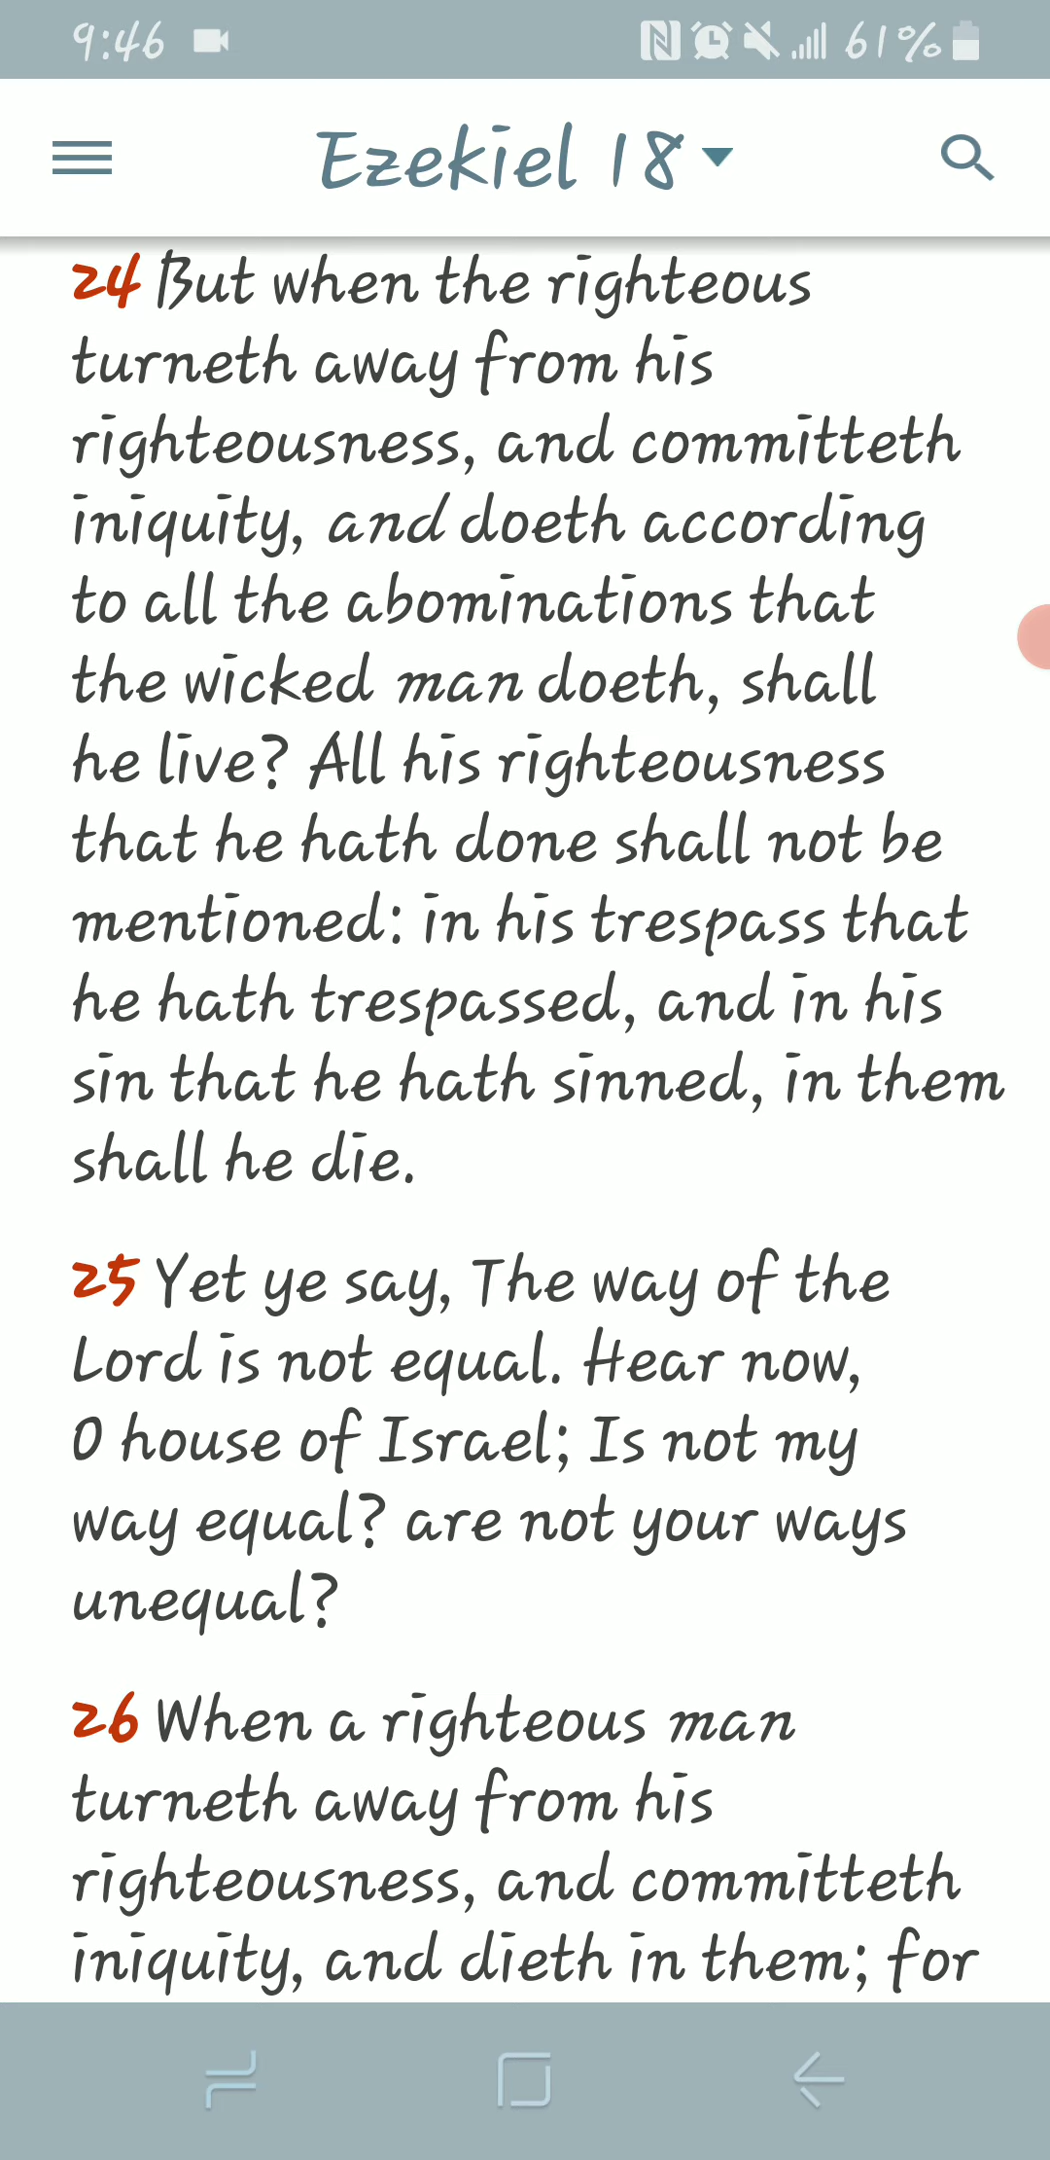 9:46 61%
Ezekiel 18
24 But when the righteous
turneth away from his
righteousness, and committeth
iniquity, and doeth according
to all the abominations that
the wicked man doeth, shall
he live? All his righteousness
that he hath done shall not be
mentioned: in his trespass that
he hath trespassed, and in his
sin that he hath sinned, in them
shall he die.
25 Yet ye say, The way of the
Lord is not equal. Hear now,
O house of Israel; Is not my
way equal? are not your ways
unequal?
26 When a righteous man
turneth away from his
righteousness, and committeth
iniquity, and dieth in them; for